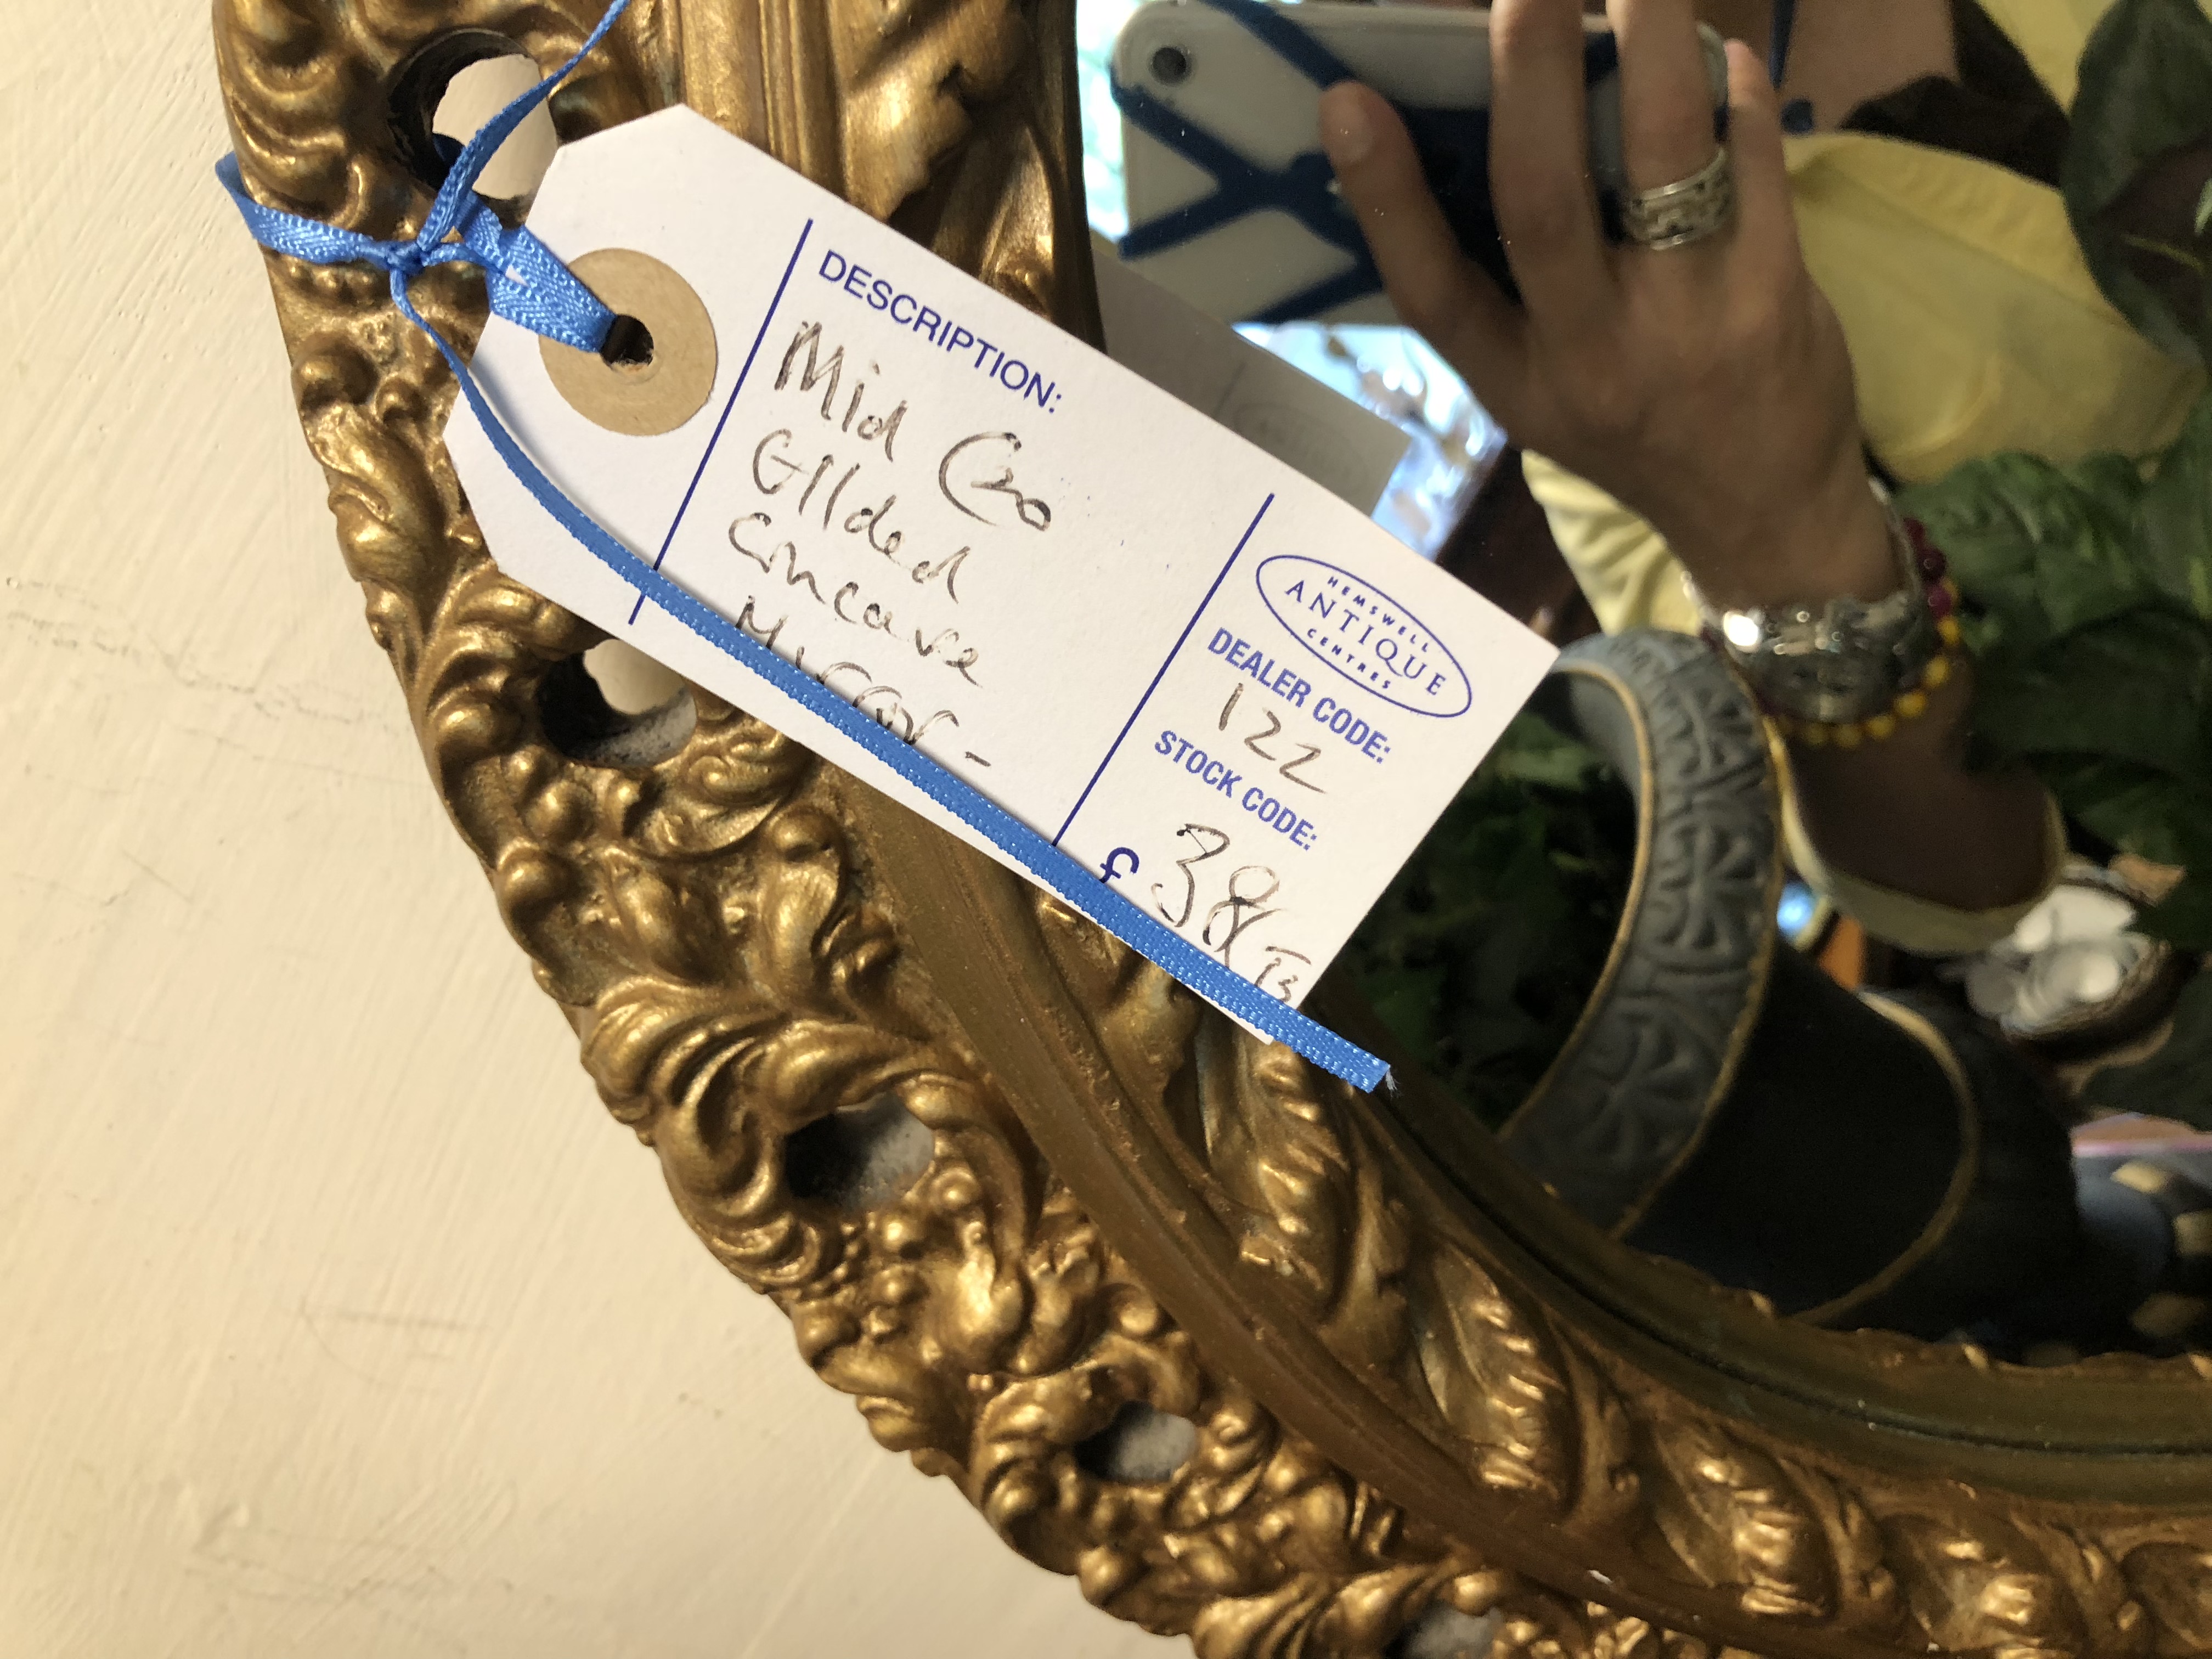 DESCRIPTION:
Mid C20
Gilded
Concave
Mirror -
HEMSWELL
ANTIQUE
CENTRES
DEALER CODE:
122
STOCK CODE:
£ 38